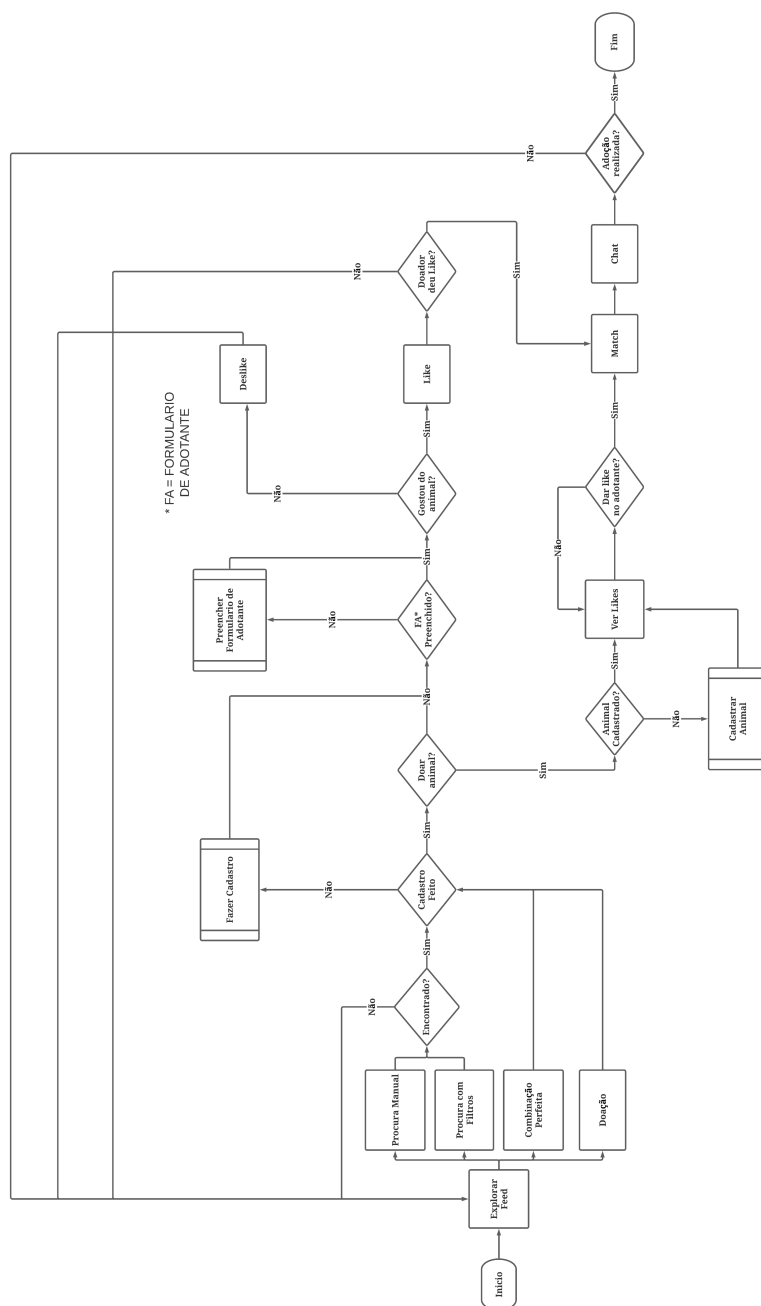 Inicio
Explorar
Feed
Procura Manual
Procura com
Filtros
Combinação
Perfeita
Doação
Encontrado?
Não
Sim
Cadastro
Feito
Não
Fazer Cadastro
Sim
Doar
animal?
Sim
Não
Animal
Cadastrado?
Não
Cadastrar
Animal
Sim
Ver Likes
FA*
Preenchido?
Não
Preencher
Formulario de
Adotante
Sim
Gostou do
animal?
Não
Deslike
* FA = FORMULARIO
DE ADOTANTE
Sim
Like
Doador
deu Like?
Não
Sim
Dar like
no adotante?
Não
Sim
Match
Chat
Adoção
realizada?
Não
Sim
Fim